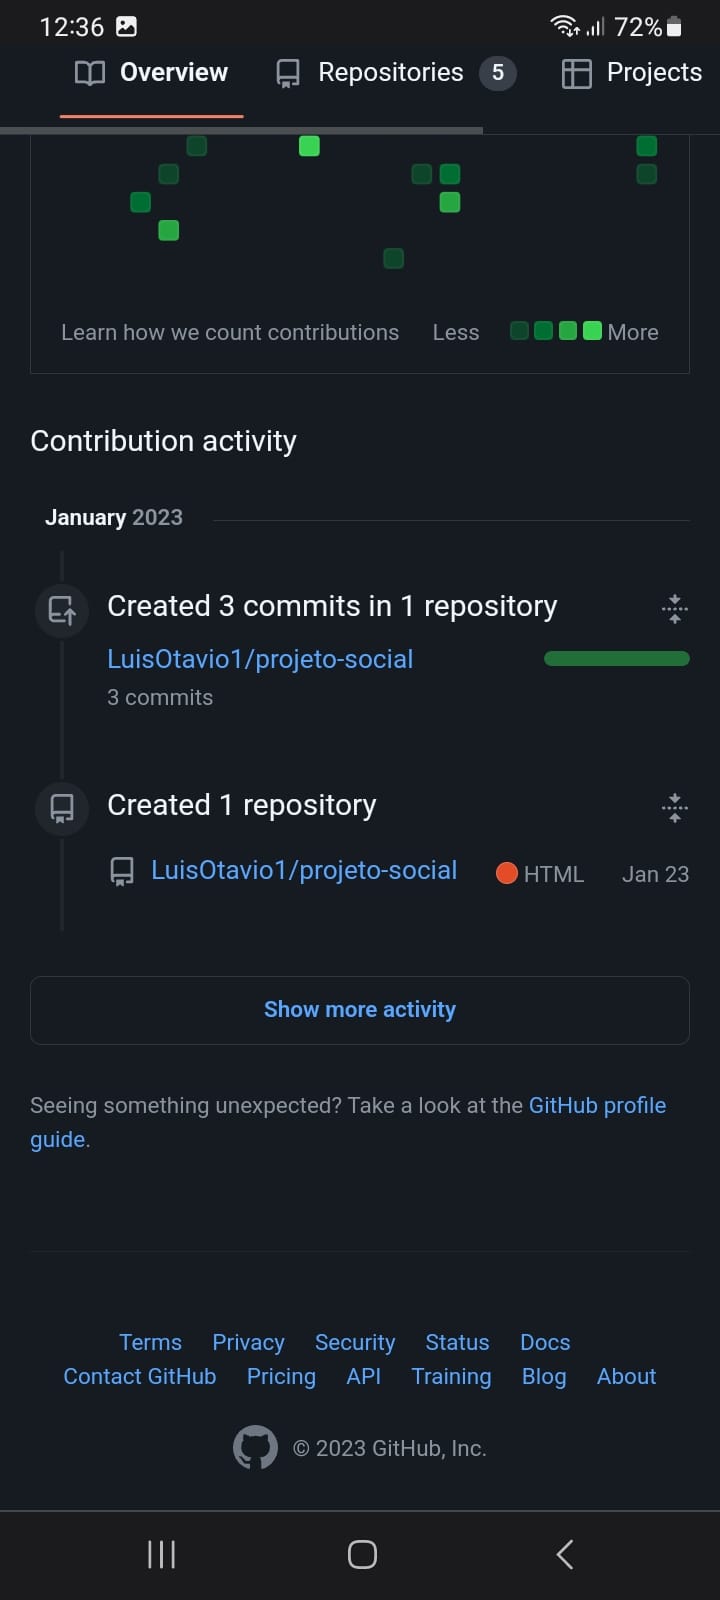 12:36 72%
Overview Repositories 5 Projects
Learn how we count contributions Less More
Contribution activity
January 2023
Created 3 commits in 1 repository
LuisOtavio1/projeto-social
3 commits
Created 1 repository
LuisOtavio1/projeto-social HTML Jan 23
Show more activity
Seeing something unexpected? Take a look at the GitHub profile
guide.
Terms Privacy Security Status Docs
Contact GitHub Pricing API Training Blog About
© 2023 GitHub, Inc.